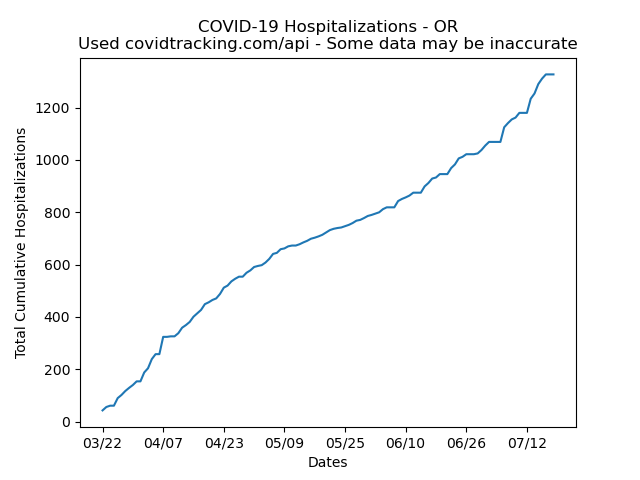 COVID-19 Hospitalizations - OR
Used covidtracking.com/api - Some data may be inaccurate
Total Cumulative Hospitalizations
1200
1000
800
600
400
200
0
03/22 04/07 04/23 05/09 05/25 06/10 06/26 07/12
Dates